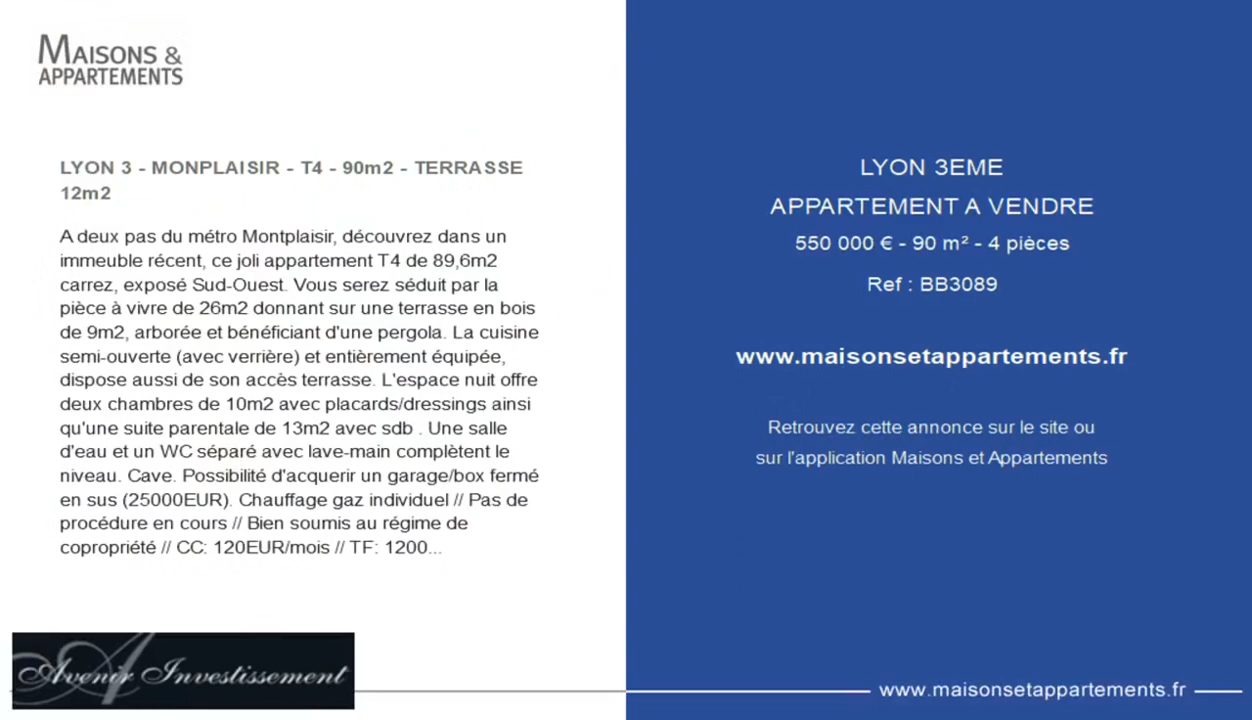 MAISONS &
APPARTEMENTS
LYON 3 - MONPLAISIR - T4 - 90m2 - TERRASSE
12m2
A deux pas du métro Montplaisir, découvrez dans un
immeuble récent, ce joli appartement T4 de 89,6m2
carrez, exposé Sud-Ouest. Vous serez séduit par la
pièce à vivre de 26m2 donnant sur une terrasse en bois
de 9m2, arborée et bénéficiant d'une pergola. La cuisine
semi-ouverte (avec verrière) et entièrement équipée,
dispose aussi de son accès terrasse. L'espace nuit offre
deux chambres de 10m2 avec placards/dressings ainsi
qu'une suite parentale de 13m2 avec sdb . Une salle
d'eau et un WC séparé avec lave-main complètent le
niveau. Cave. Possibilité d'acquerir un garage/box fermé
en sus (25000EUR). Chauffage gaz individuel // Pas de
procédure en cours // Bien soumis au régime de
copropriété // CC: 120EUR/mois // TF: 1200...
Avenir Investissement
LYON 3EME
APPARTEMENT A VENDRE
550 000 € - 90 m² - 4 pièces
Ref : BB3089
www.maisonsetappartements.fr
Retrouvez cette annonce sur le site ou
sur l'application Maisons et Appartements
www.maisonsetappartements.fr